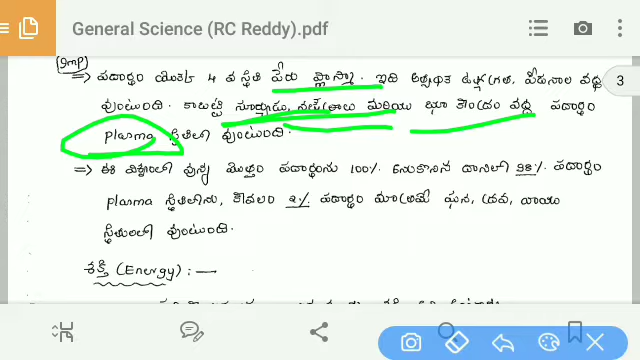 General Science (RC Reddy).pdf
Imp
3
=> పదార్థం యొక్క 4 వ స్థితి పేరు ప్లాస్మా. ఇది అత్యధిక ఉష్ణోగ్రత, పీడనాల వద్ద
వుంటుంది. కాబట్టి సూర్యుడు, నక్షత్రాలు మరియు భూ కేంద్రం వద్ద పదార్థం
plasma స్థితిలో వుంటుంది.
=> ఈ విశ్వంలో వున్న మొత్తం పదార్థంను 100% అనుకొనిన దానిలో 98% పదార్థం
plasma స్థితిలోను, కేవలం 2% పదార్థం మాత్రమే ఘన, ద్రవ, వాయు
స్థితులలో వుంటుంది.
శక్తి (Energy) : —